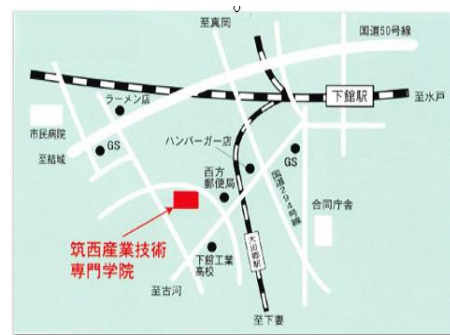 至真岡
国道50号線
下館駅
至水戸
ラーメン店
市民病院
GS
至結城
ハンバーガー店
GS
西方
郵便局
国道294号線
合同庁舎
筑西産業技術
専門学院
下館工業
高校
至古河
至下妻